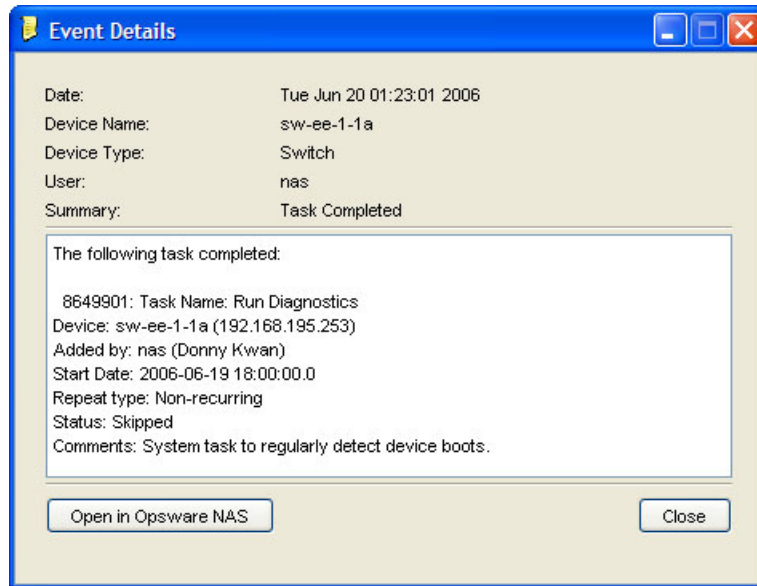 Event Details
Date: Tue Jun 20 01:23:01 2006
Device Name: sw-ee-1-1a
Device Type: Switch
User: nas
Summary: Task Completed
The following task completed:
8649901: Task Name: Run Diagnostics
Device: sw-ee-1-1a (192.168.195.253)
Added by: nas (Donny Kwan)
Start Date: 2006-06-19 18:00:00.0
Repeat type: Non-recurring
Status: Skipped
Comments: System task to regularly detect device boots.
Open in Opsware NAS Close